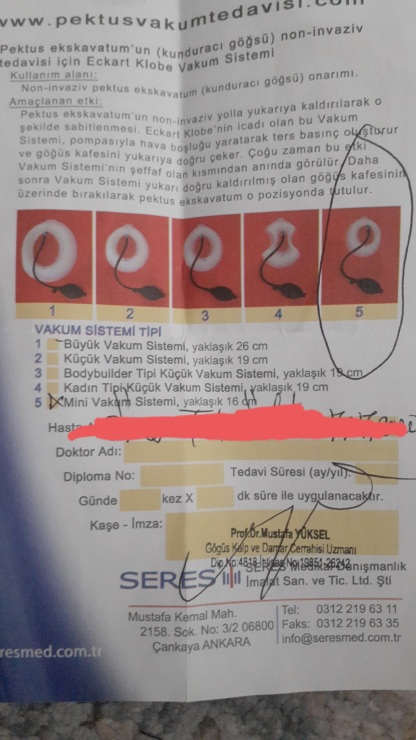 www.pektusvakumtedavisi.com
Pektus ekskavatum'un (kunduracı göğsü) non-invaziv
tedavisi için Eckart Klobe Vakum Sistemi
Kullanım alanı:
Non-invaziv pektus ekskavatum (kunduracı göğsü) onarımı.
Amaçlanan etki:
Pektus ekskavatum'un non-invaziv yolla yukarıya kaldırılarak o
şekilde sabitlenmesi. Eckart Klobe'nin icadı olan bu Vakum
Sistemi, pompasıyla hava boşluğu yaratarak ters basınç oluşturur
ve göğüs kafesini yukarıya doğru çeker. Çoğu zaman bu etki
Vakum Sistemi'nin şeffaf olan kısmından anında görülür. Daha
sonra Vakum Sistemi yukarı doğru kaldırılmış olan göğüs kafesinin
üzerinde bırakılarak pektus ekskavatum o pozisyonda tutulur.
1 2 3 4 5
VAKUM SİSTEMİ TİPİ
1 Büyük Vakum Sistemi, yaklaşık 26 cm
2 Küçük Vakum Sistemi, yaklaşık 19 cm
3 Bodybuilder Tipi Küçük Vakum Sistemi, yaklaşık 19 cm
4 Kadın Tipi Küçük Vakum Sistemi, yaklaşık 19 cm
5 X Mini Vakum Sistemi, yaklaşık 16 cm
Hasta
Doktor Adı:
Diploma No: Tedavi Süresi (ay/yıl):
Günde kez X dk süre ile uygulanacaktır.
Kaşe - İmza:
Prof.Dr.Mustafa YÜKSEL
Göğüs Kalp ve Damar Cerrahisi Uzmanı
Dip.No:4818
SERES SERES Medikal Danışmanlık
İmalat San. ve Tic. Ltd. Şti
Mustafa Kemal Mah.
2158. Sok. No: 3/2 06800
Çankaya ANKARA
Tel: 0312 219 63 11
Faks: 0312 219 63 35
info@seresmed.com.tr
resmed.com.tr